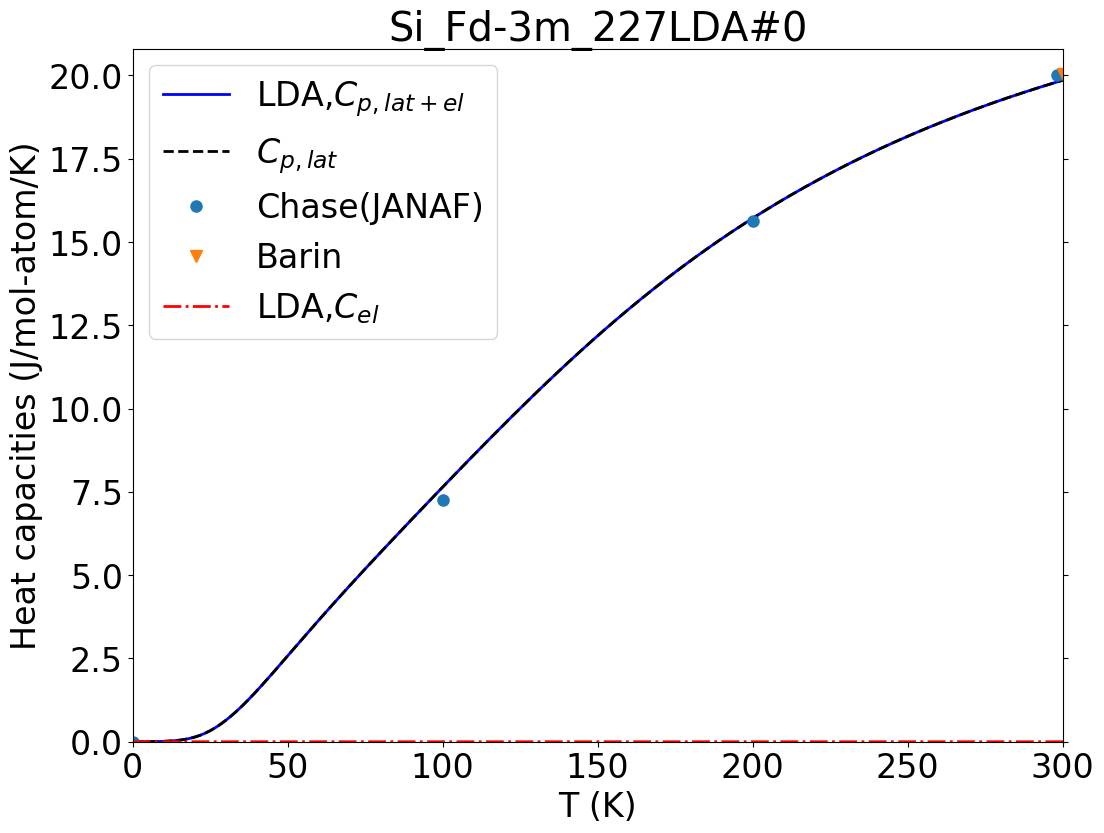 Si_Fd-3m_227LDA#0
Heat capacities (J/mol-atom/K)
20.0
17.5
15.0
12.5
10.0
7.5
5.0
2.5
0.0
LDA,C_{p, lat+el}
C_{p, lat}
Chase(JANAF)
Barin
LDA,C_{el}
0 50 100 150 200 250 300
T (K)